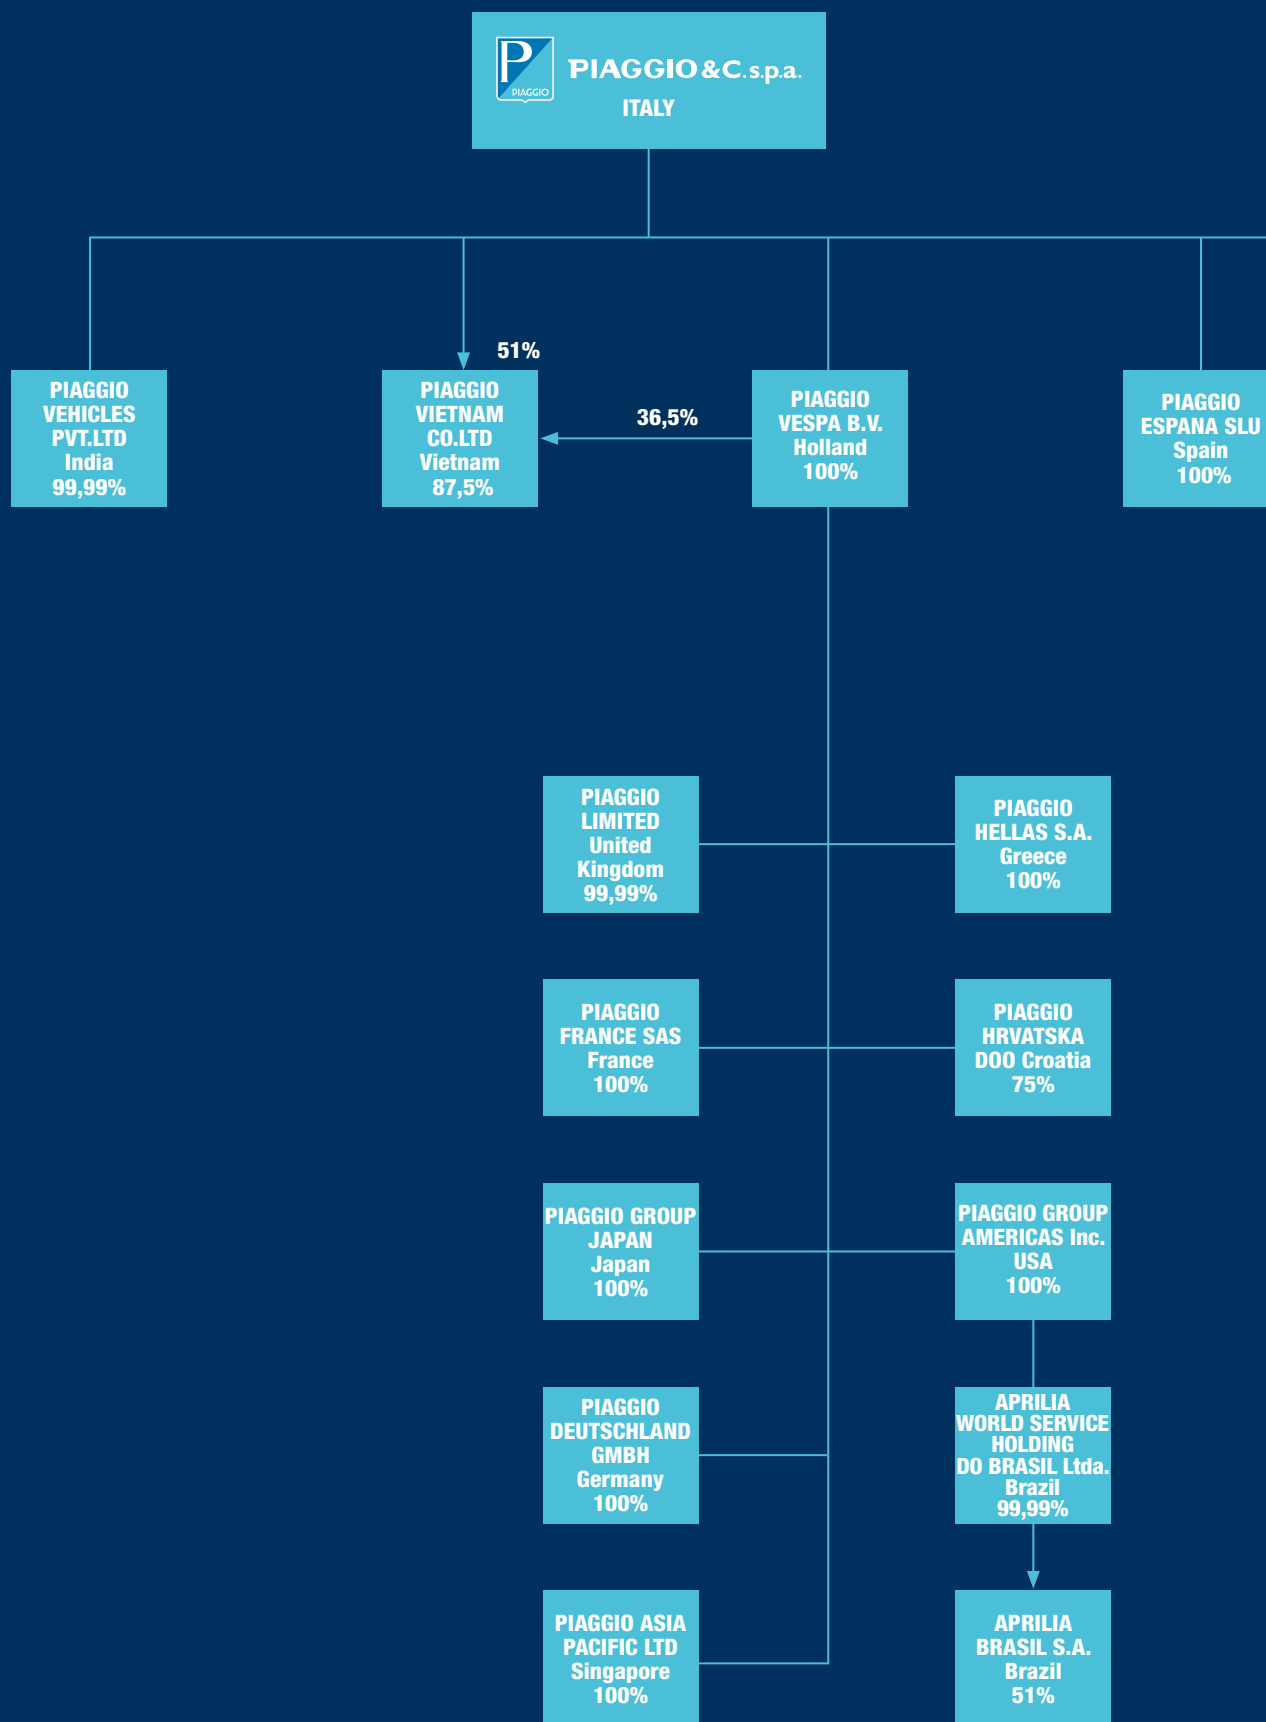 P
PIAGGIO
PIAGGIO & C. s.p.a.
ITALY
51%
PIAGGIO
VEHICLES
PVT.LTD
India
99,99%
PIAGGIO
VIETNAM
CO.LTD
Vietnam
87,5%
36,5%
PIAGGIO
VESPA B.V.
Holland
100%
PIAGGIO
ESPANA SLU
Spain
100%
PIAGGIO
LIMITED
United
Kingdom
99,99%
PIAGGIO
HELLAS S.A.
Greece
100%
PIAGGIO
FRANCE SAS
France
100%
PIAGGIO
HRVATSKA
DOO Croatia
75%
PIAGGIO GROUP
JAPAN
Japan
100%
PIAGGIO GROUP
AMERICAS Inc.
USA
100%
PIAGGIO
DEUTSCHLAND
GMBH
Germany
100%
APRILIA
WORLD SERVICE
HOLDING
DO BRASIL Ltda.
Brazil
99,99%
PIAGGIO ASIA
PACIFIC LTD
Singapore
100%
APRILIA
BRASIL S.A.
Brazil
51%